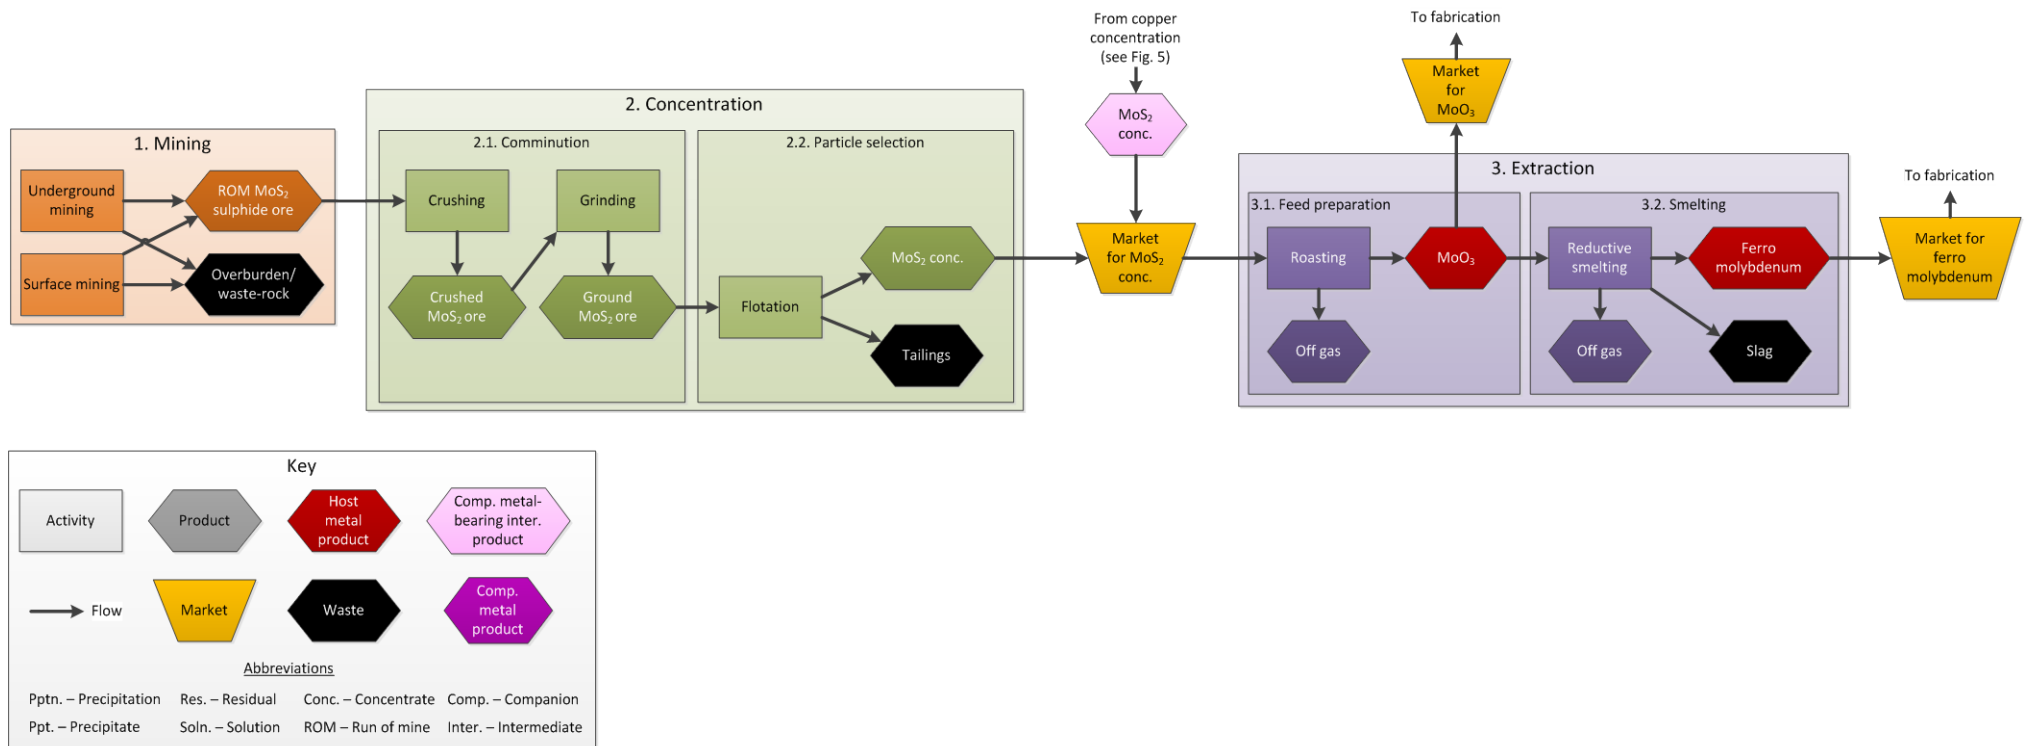 From copper
concentration
(see Fig. 5)
To fabrication
Market
for
MoO₃
MoS₂
conc.
1. Mining
Underground
mining
ROM MoS₂
sulphide ore
Surface mining
Overburden/
waste-rock
2. Concentration
2.1. Comminution
Crushing
Grinding
Crushed
MoS₂ ore
Ground
MoS₂ ore
2.2. Particle selection
Flotation
MoS₂ conc.
Tailings
Market
for MoS₂
conc.
3. Extraction
3.1. Feed preparation
Roasting
MoO₃
Off gas
3.2. Smelting
Reductive
smelting
Ferro
molybdenum
Off gas
Slag
To fabrication
Market for
ferro
molybdenum
Key
Activity
Product
Host
metal
product
Comp. metal-
bearing inter.
product
Flow
Market
Waste
Comp.
metal
product
Abbreviations
Pptn. – Precipitation Res. – Residual Conc. – Concentrate Comp. – Companion
Ppt. – Precipitate Soln. – Solution ROM – Run of mine Inter. – Intermediate